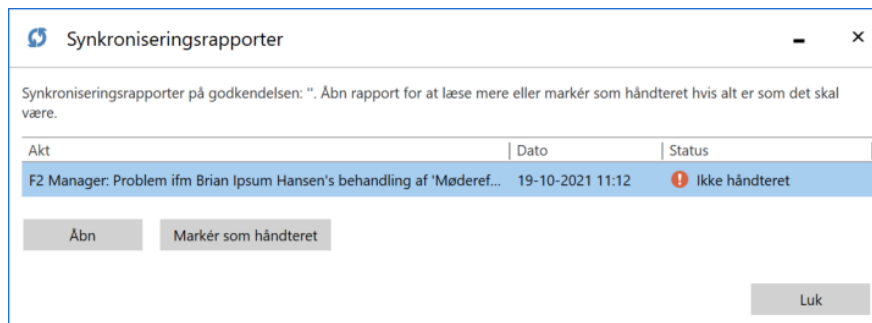 Synkroniseringsrapporter
Synkroniseringsrapporter på godkendelsen: ''. Åbn rapport for at læse mere eller markér som håndteret hvis alt er som det skal
være.
Akt Dato Status
F2 Manager: Problem ifm Brian Ipsum Hansen's behandling af 'Møderef... 19-10-2021 11:12 Ikke håndteret
Åbn Markér som håndteret
Luk